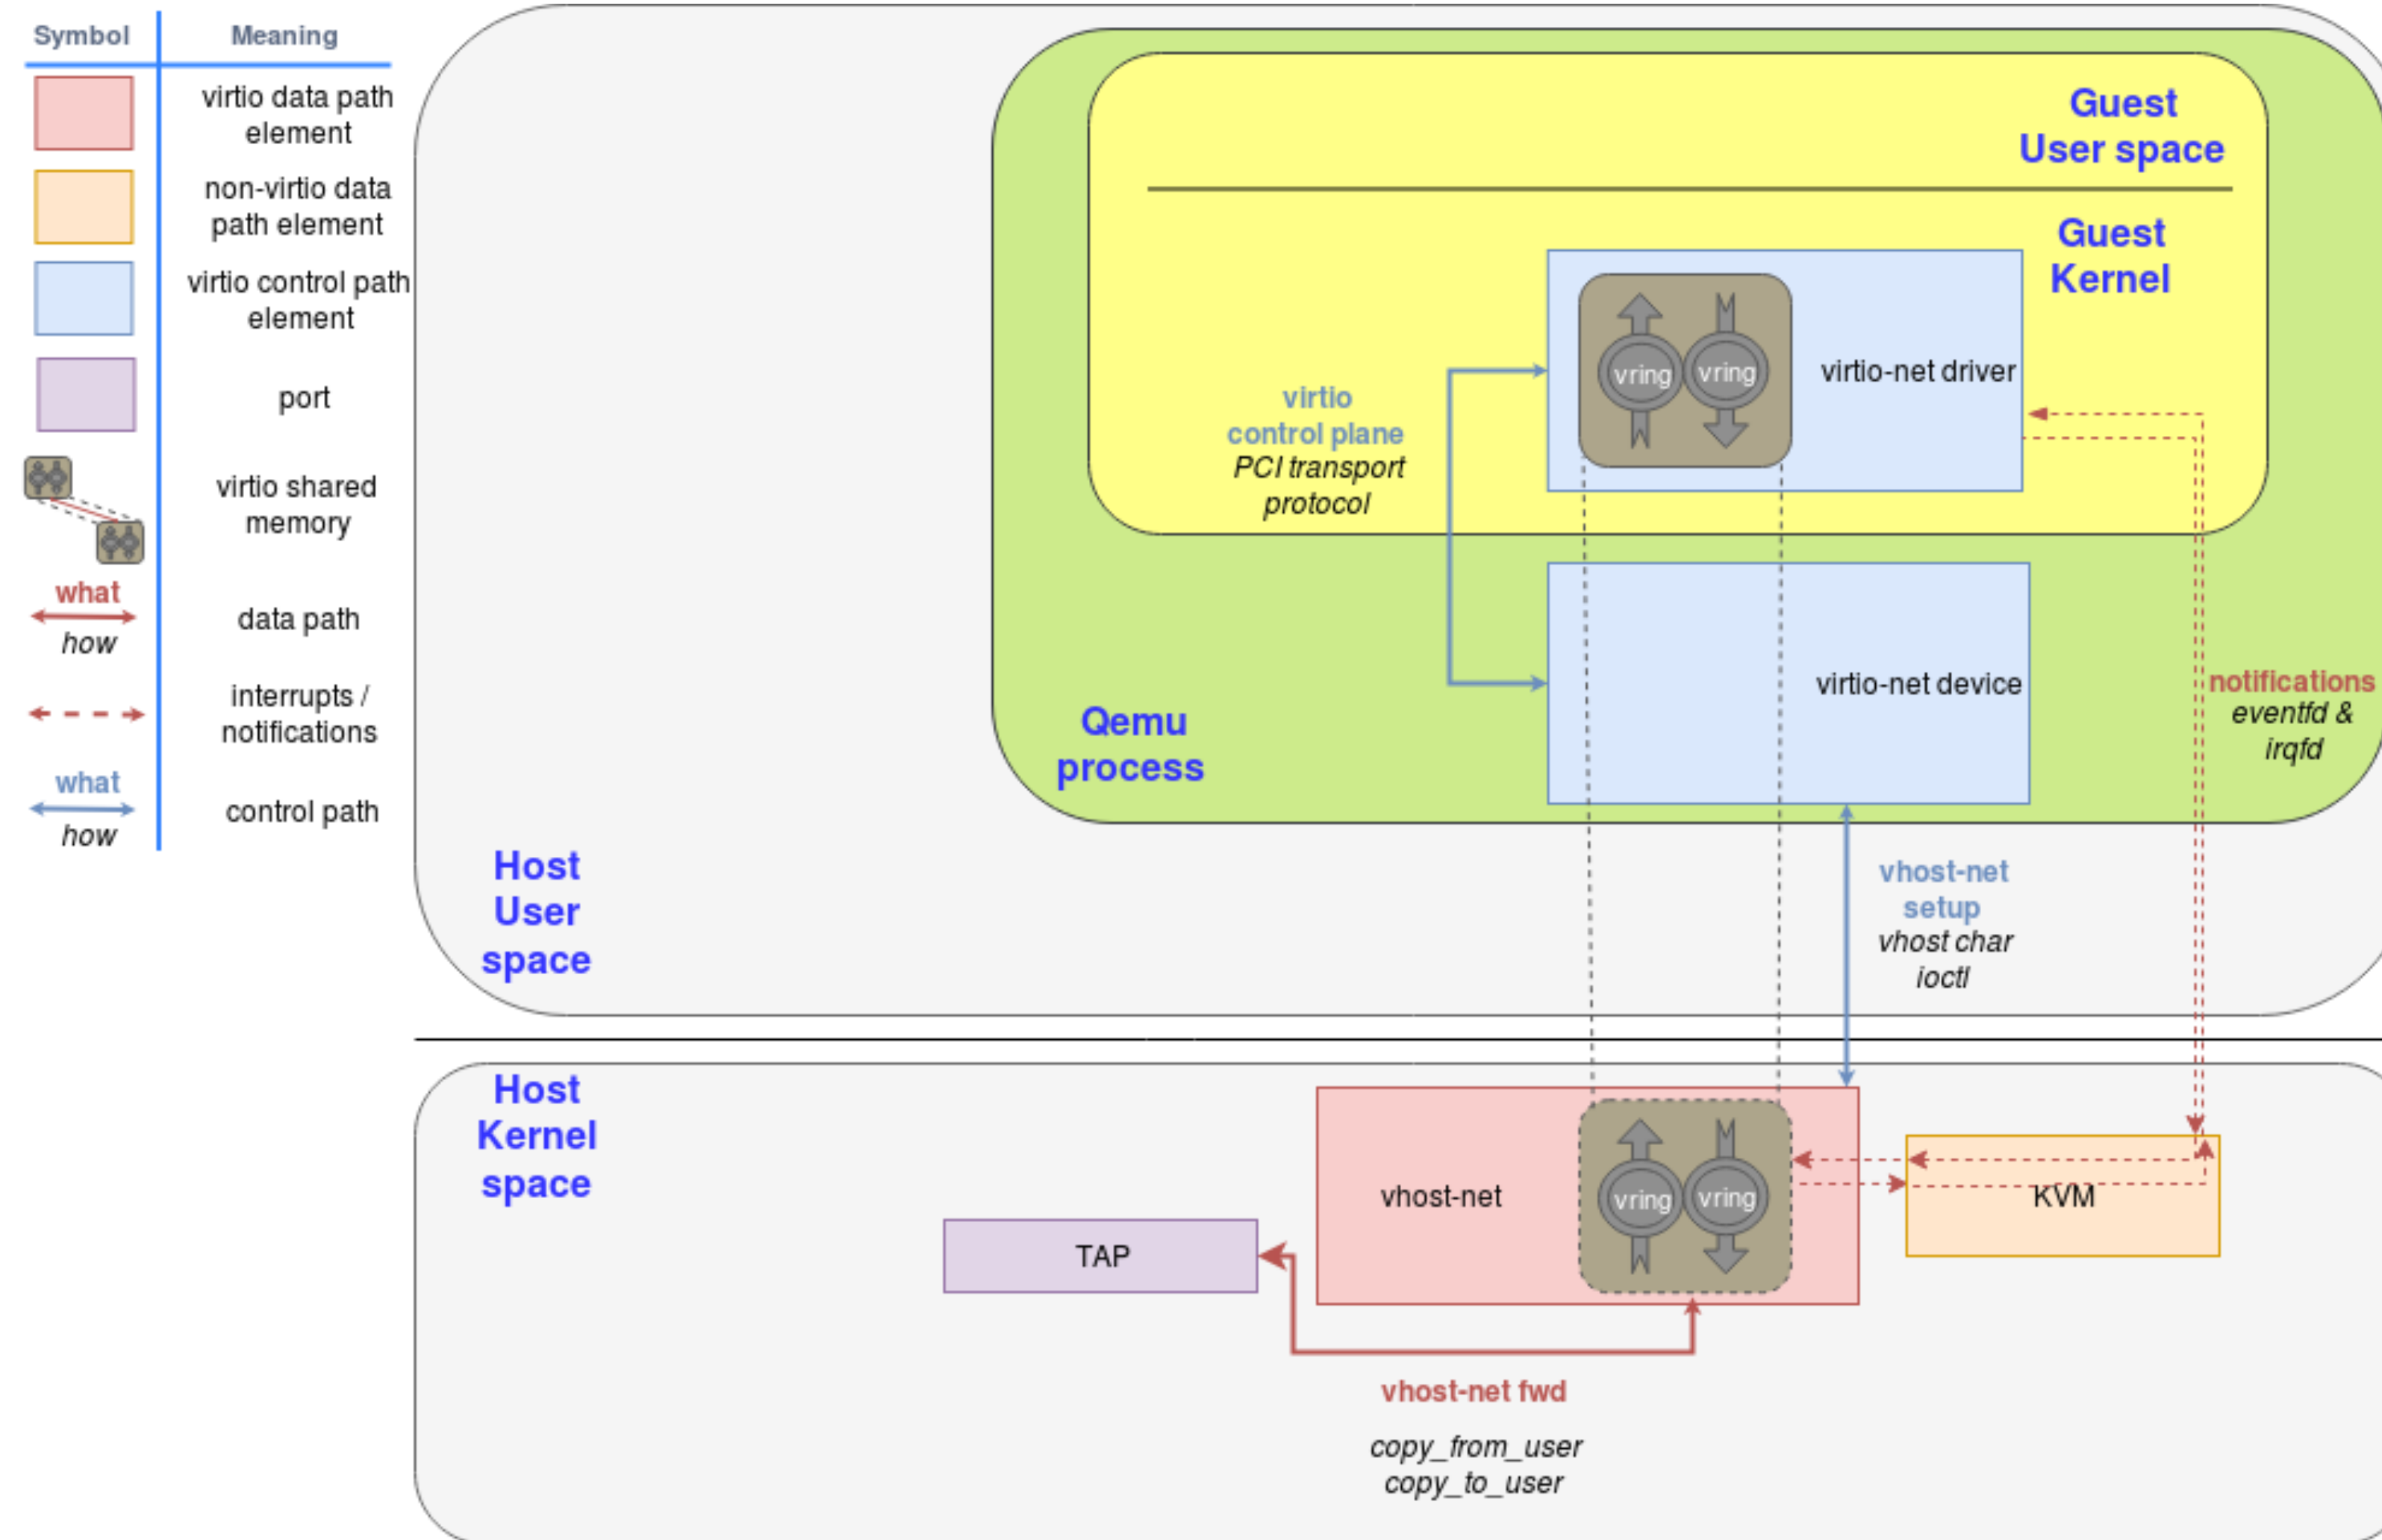 Symbol
Meaning
virtio data path
element
non-virtio data
path element
virtio control path
element
port
virtio shared
memory
what
how
data path
interrupts /
notifications
what
how
control path
Guest
User space
Guest
Kernel
vring
vring
virtio-net driver
virtio
control plane
PCI transport
protocol
virtio-net device
Qemu
process
notifications
eventfd &
irqfd
Host
User
space
vhost-net
setup
vhost char
ioctl
Host
Kernel
space
vhost-net
vring
vring
KVM
TAP
vhost-net fwd
copy_from_user
copy_to_user